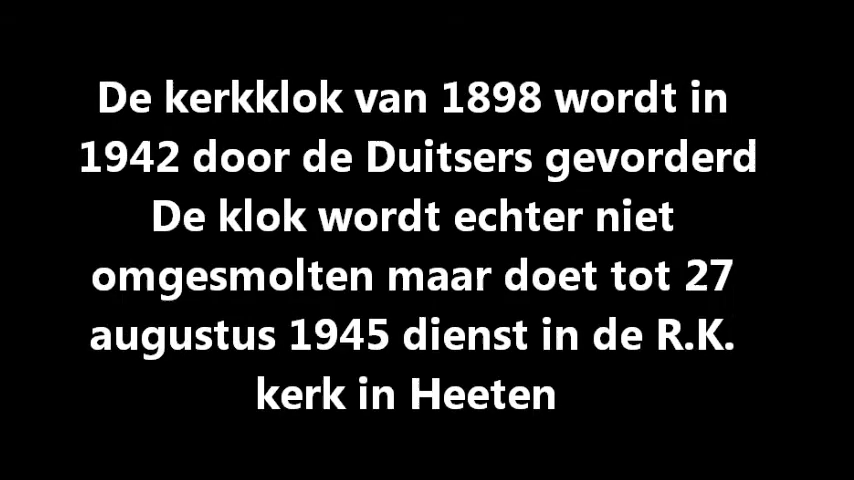 De kerkklok van 1898 wordt in
1942 door de Duitsers gevorderd
De klok wordt echter niet
omgesmolten maar doet tot 27
augustus 1945 dienst in de R.K.
kerk in Heeten